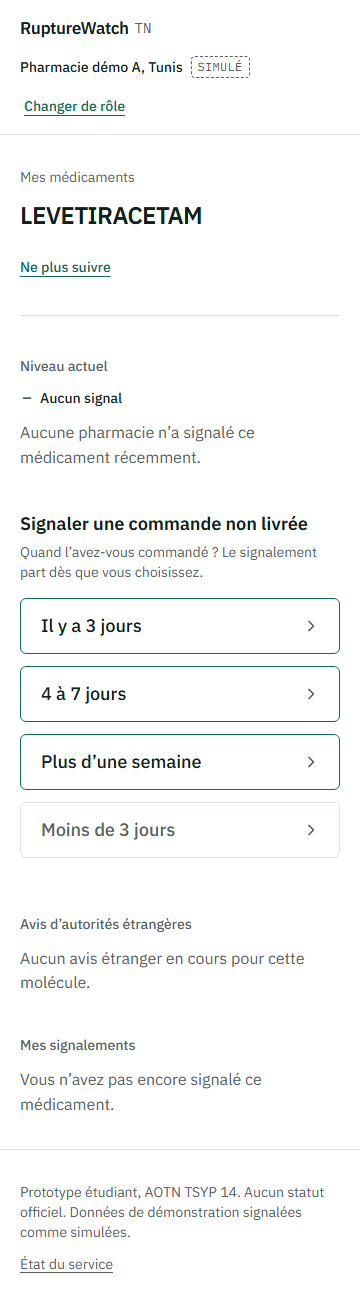 RuptureWatch TN
Pharmacie démo A, Tunis SIMULÉ
Changer de rôle
Mes médicaments
LEVETIRACETAM
Ne plus suivre
Niveau actuel
– Aucun signal
Aucune pharmacie n’a signalé ce
médicament récemment.
Signaler une commande non livrée
Quand l’avez-vous commandé ? Le signalement
part dès que vous choisissez.
Il y a 3 jours
4 à 7 jours
Plus d’une semaine
Moins de 3 jours
Avis d’autorités étrangères
Aucun avis étranger en cours pour cette
molécule.
Mes signalements
Vous n’avez pas encore signalé ce
médicament.
Prototype étudiant, AOTN TSYP 14. Aucun statut
officiel. Données de démonstration signalées
comme simulées.
État du service